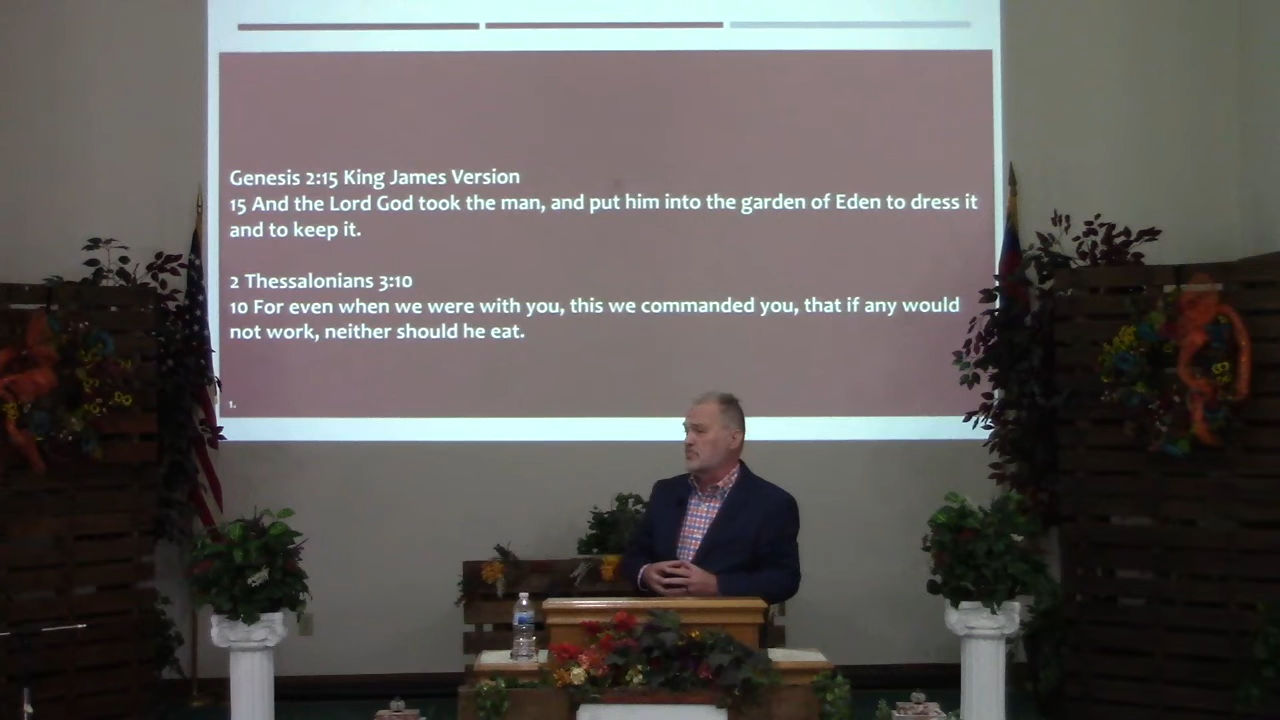 Genesis 2:15 King James Version
15 And the Lord God took the man, and put him into the garden of Eden to dress it
and to keep it.
2 Thessalonians 3:10
10 For even when we were with you, this we commanded you, that if any would
not work, neither should he eat.
1.